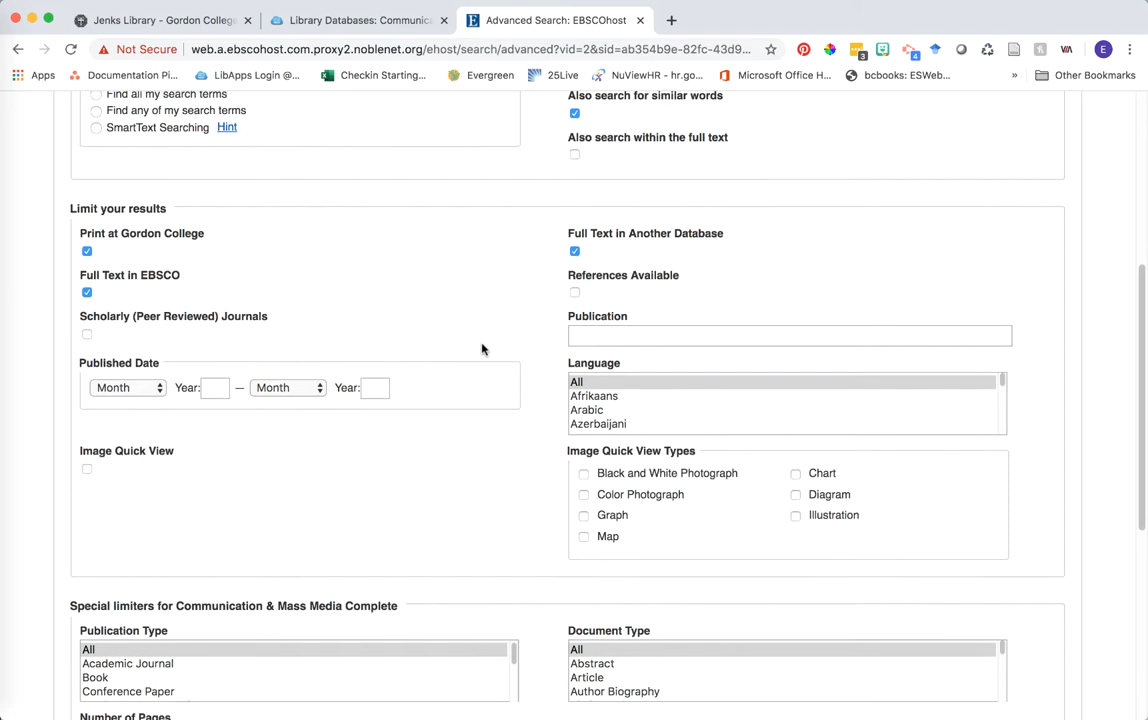 Jenks Library - Gordon College
Library Databases: Communica
Advanced Search: EBSCOhost
Not Secure
web.a.ebscohost.com.proxy2.noblenet.org/ehost/search/advanced?vid=2&sid=ab354b9e-82fc-43d9...
3
4
E
Apps
Documentation Pi...
LibApps Login @...
Checkin Starting...
Evergreen
25Live
NuViewHR - hr.go...
Microsoft Office H...
bcbooks: ESWeb...
»
Other Bookmarks
Find all my search terms
Find any of my search terms
SmartText Searching Hint
Also search for similar words
Also search within the full text
Limit your results
Print at Gordon College
Full Text in Another Database
Full Text in EBSCO
References Available
Scholarly (Peer Reviewed) Journals
Publication
Published Date
Month Year: — Month Year:
Language
All
Afrikaans
Arabic
Azerbaijani
Image Quick View
Image Quick View Types
Black and White Photograph
Chart
Color Photograph
Diagram
Graph
Illustration
Map
Special limiters for Communication & Mass Media Complete
Publication Type
All
Academic Journal
Book
Conference Paper
Document Type
All
Abstract
Article
Author Biography
Number of Pages